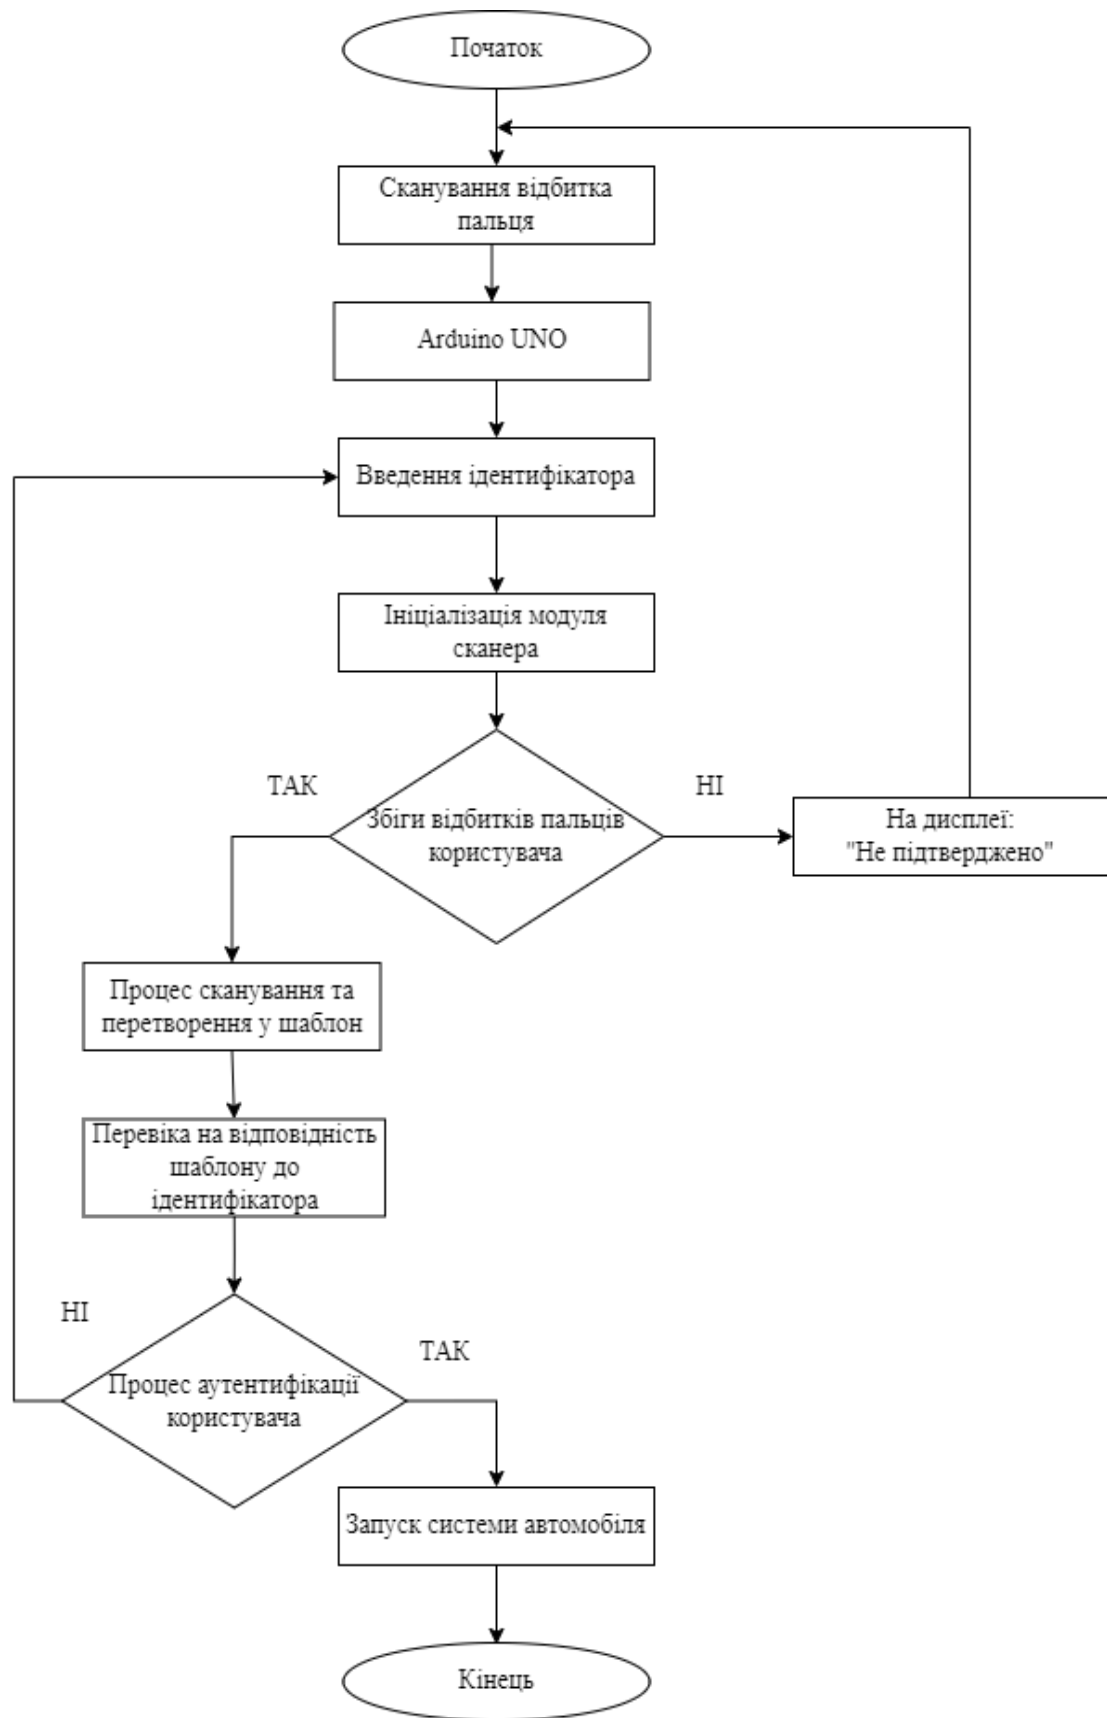 Початок
Сканування відбитка
пальця
Arduino UNO
Введення ідентифікатора
Ініціалізація модуля
сканера
ТАК
НІ
Збіги відбитків пальців
користувача
На дисплеї:
"Не підтверджено"
Процес сканування та
перетворення у шаблон
Перевіка на відповідність
шаблону до
ідентифікатора
НІ
ТАК
Процес аутентифікації
користувача
Запуск системи автомобіля
Кінець